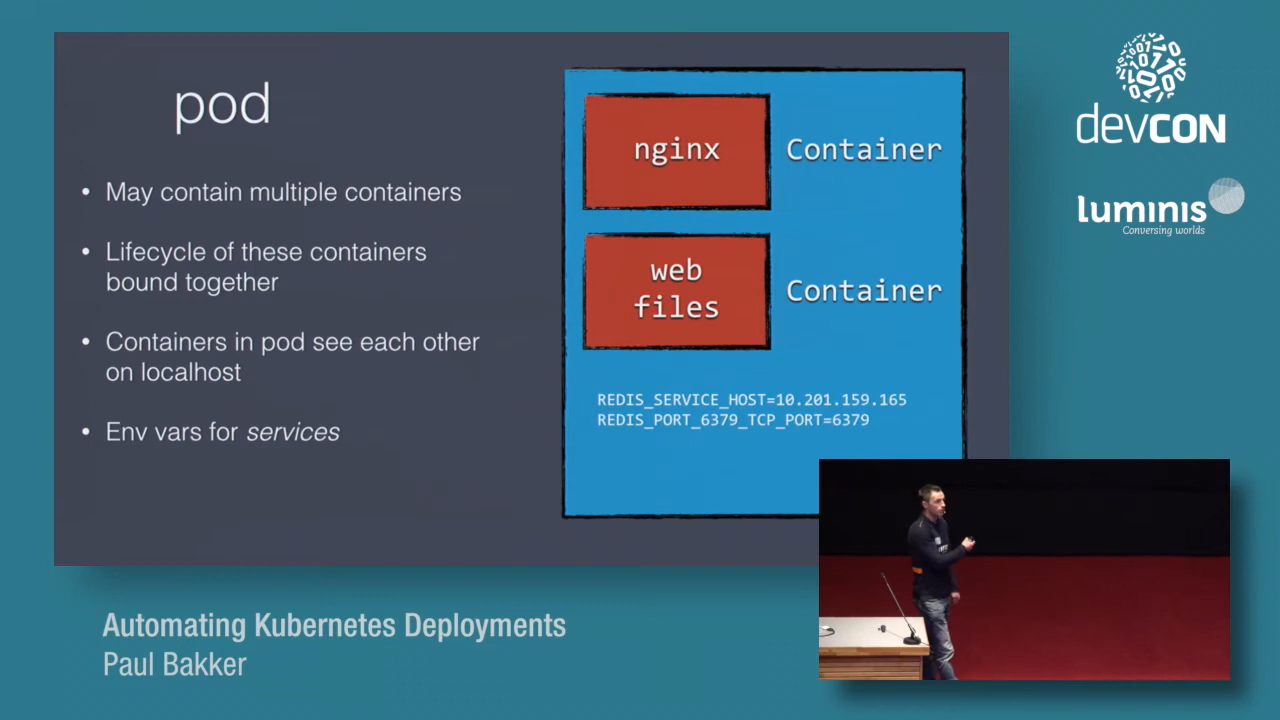 pod
• May contain multiple containers
• Lifecycle of these containers
bound together
• Containers in pod see each other
on localhost
• Env vars for services
nginx
Container
web
files
Container
REDIS_SERVICE_HOST=10.201.159.165
REDIS_PORT_6379_TCP_PORT=6379
devCON
luminis
Conversing worlds
Automating Kubernetes Deployments
Paul Bakker